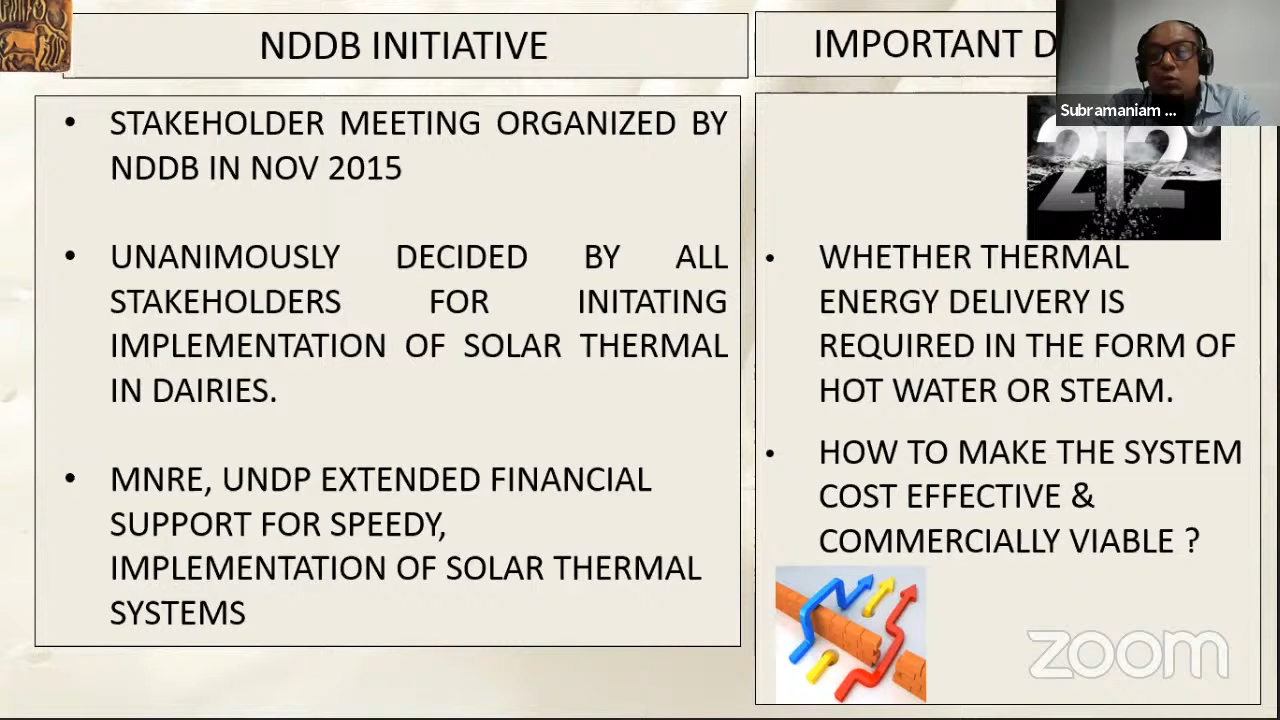 NDDB INITIATIVE
• STAKEHOLDER MEETING ORGANIZED BY
NDDB IN NOV 2015
• UNANIMOUSLY DECIDED BY ALL
STAKEHOLDERS FOR INITATING
IMPLEMENTATION OF SOLAR THERMAL
IN DAIRIES.
• MNRE, UNDP EXTENDED FINANCIAL
SUPPORT FOR SPEEDY,
IMPLEMENTATION OF SOLAR THERMAL
SYSTEMS
IMPORTANT D
Subramaniam ...
212°
• WHETHER THERMAL
ENERGY DELIVERY IS
REQUIRED IN THE FORM OF
HOT WATER OR STEAM.
• HOW TO MAKE THE SYSTEM
COST EFFECTIVE &
COMMERCIALLY VIABLE ?
zoom